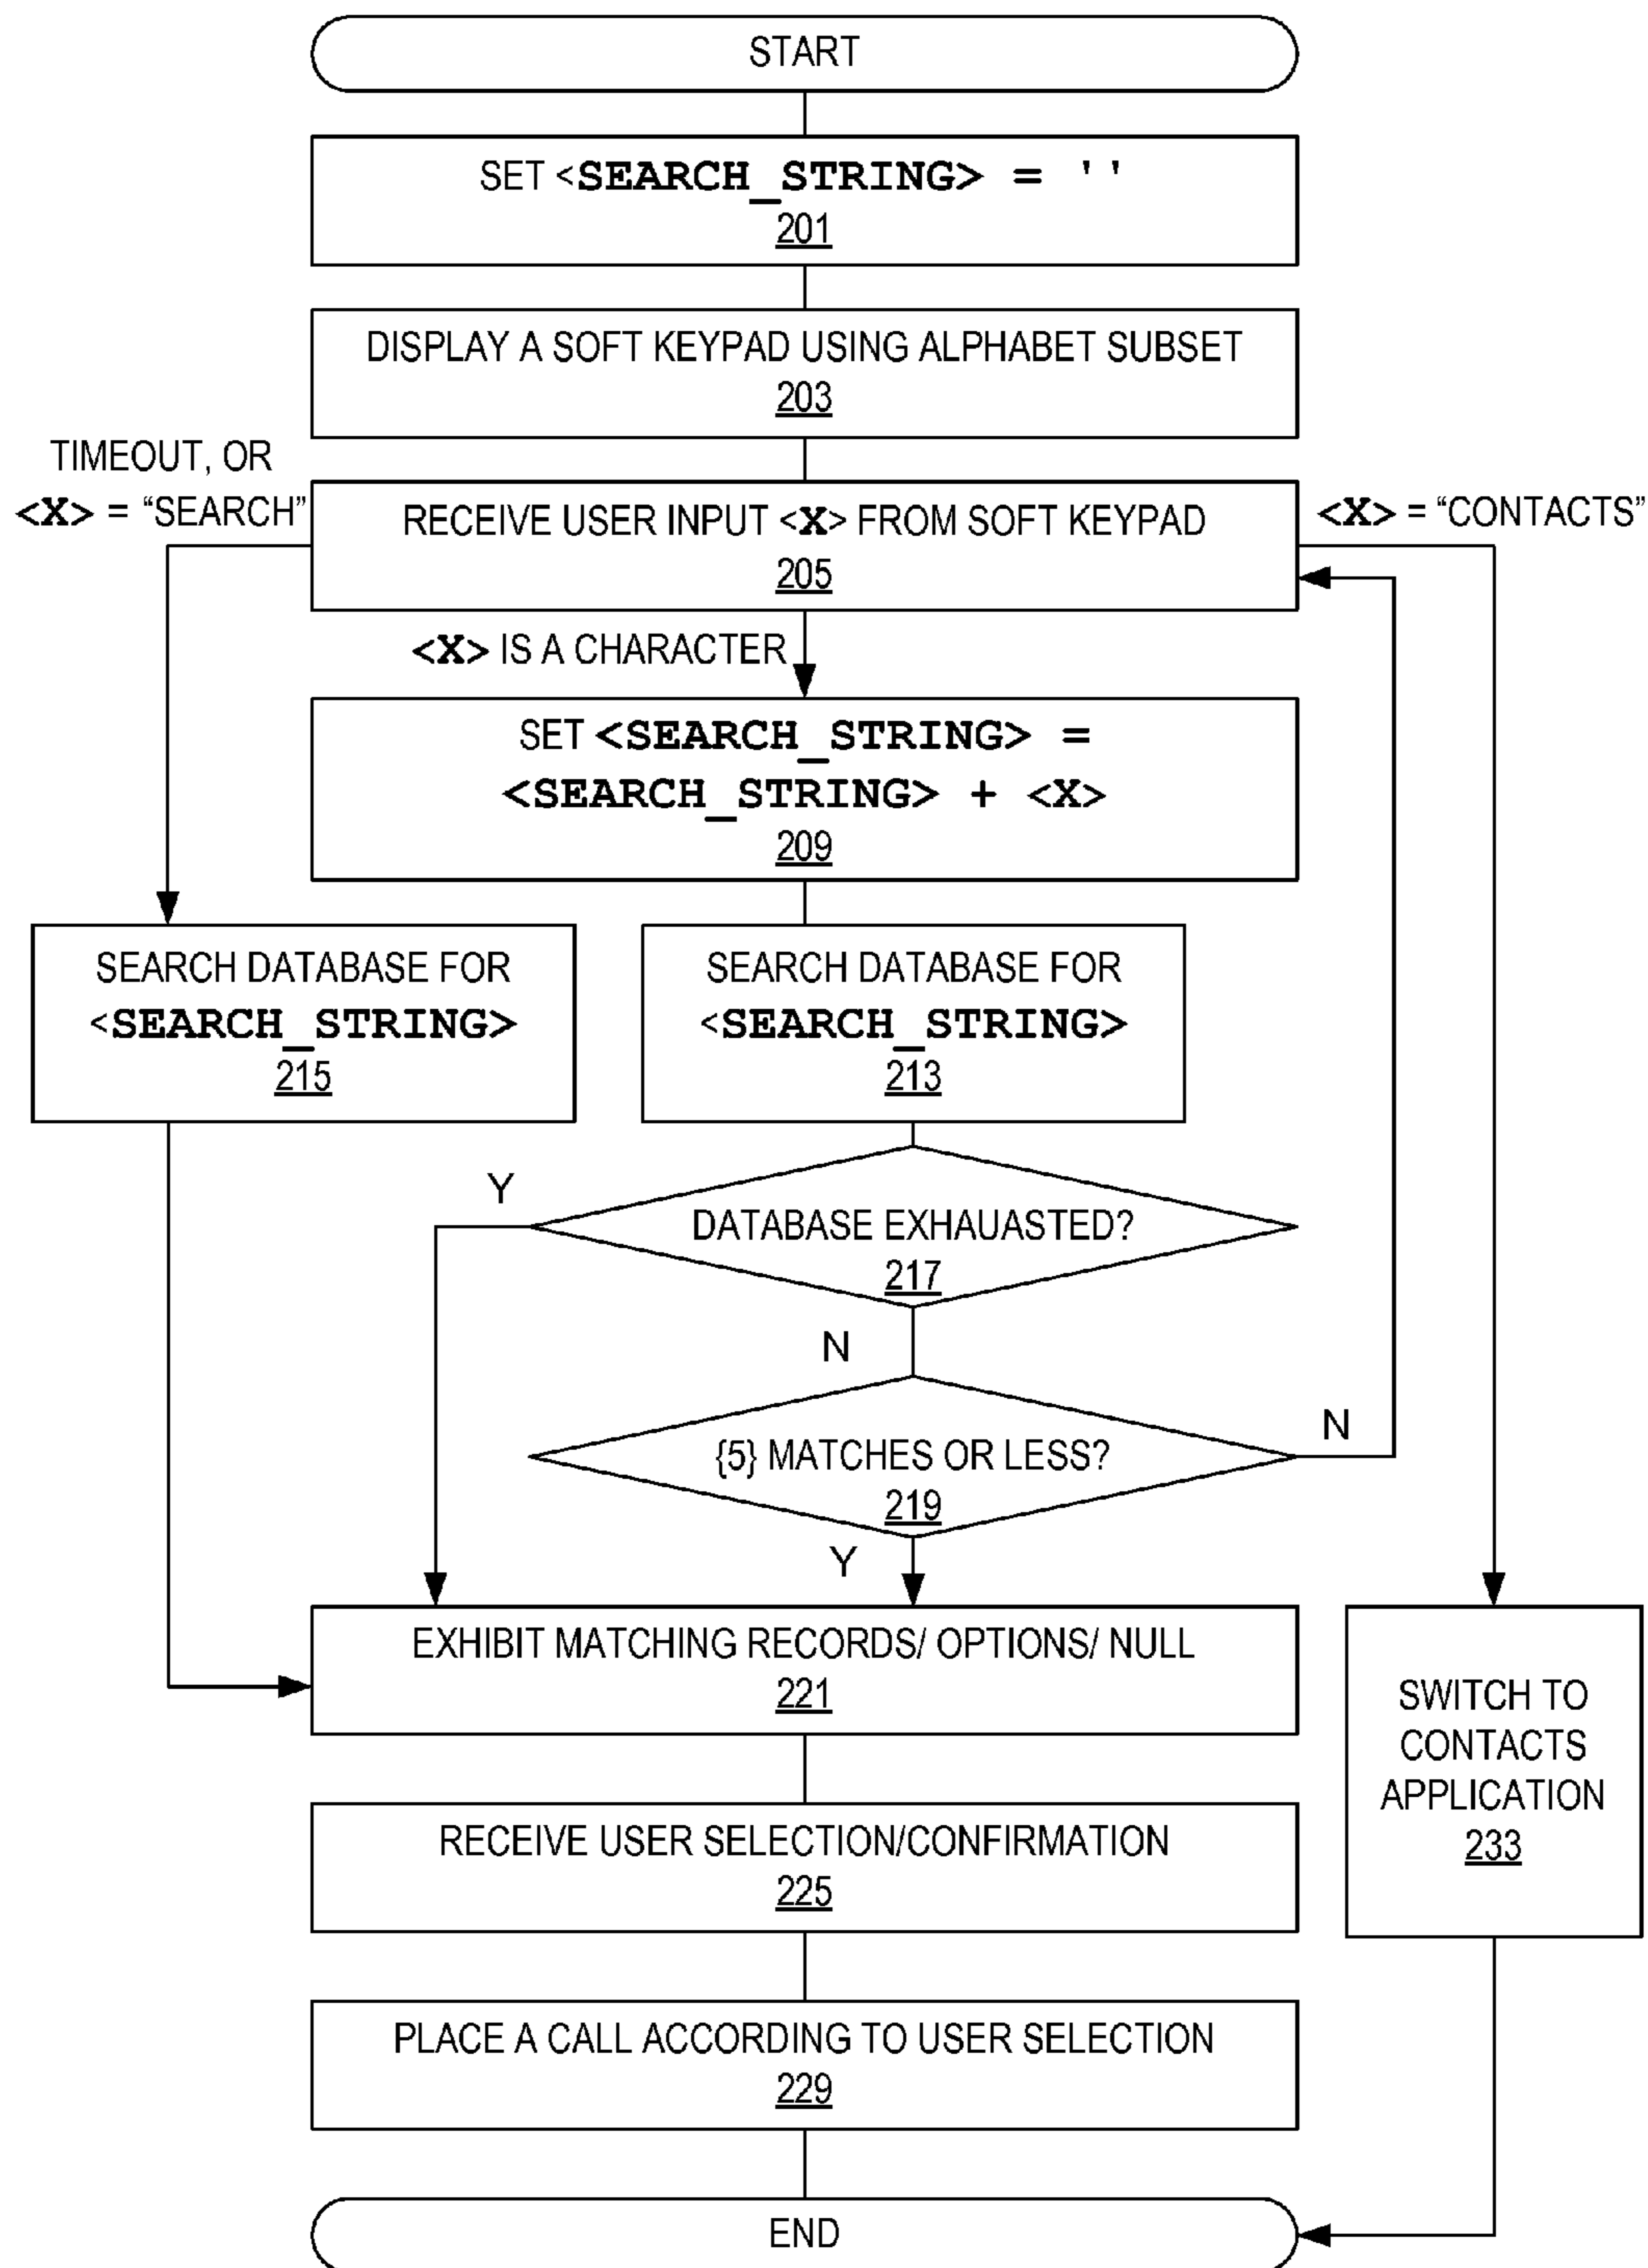 START
SET <SEARCH_STRING> = ' '
201
DISPLAY A SOFT KEYPAD USING ALPHABET SUBSET
203
TIMEOUT, OR
<X> = “SEARCH”
RECEIVE USER INPUT <X> FROM SOFT KEYPAD
205
<X> = “CONTACTS”
<X> IS A CHARACTER
SET <SEARCH_STRING> =
<SEARCH_STRING> + <X>
209
SEARCH DATABASE FOR
<SEARCH_STRING>
215
SEARCH DATABASE FOR
<SEARCH_STRING>
213
Y
DATABASE EXHAUASTED?
217
N
{5} MATCHES OR LESS?
219
N
Y
EXHIBIT MATCHING RECORDS/ OPTIONS/ NULL
221
SWITCH TO
CONTACTS
APPLICATION
233
RECEIVE USER SELECTION/CONFIRMATION
225
PLACE A CALL ACCORDING TO USER SELECTION
229
END